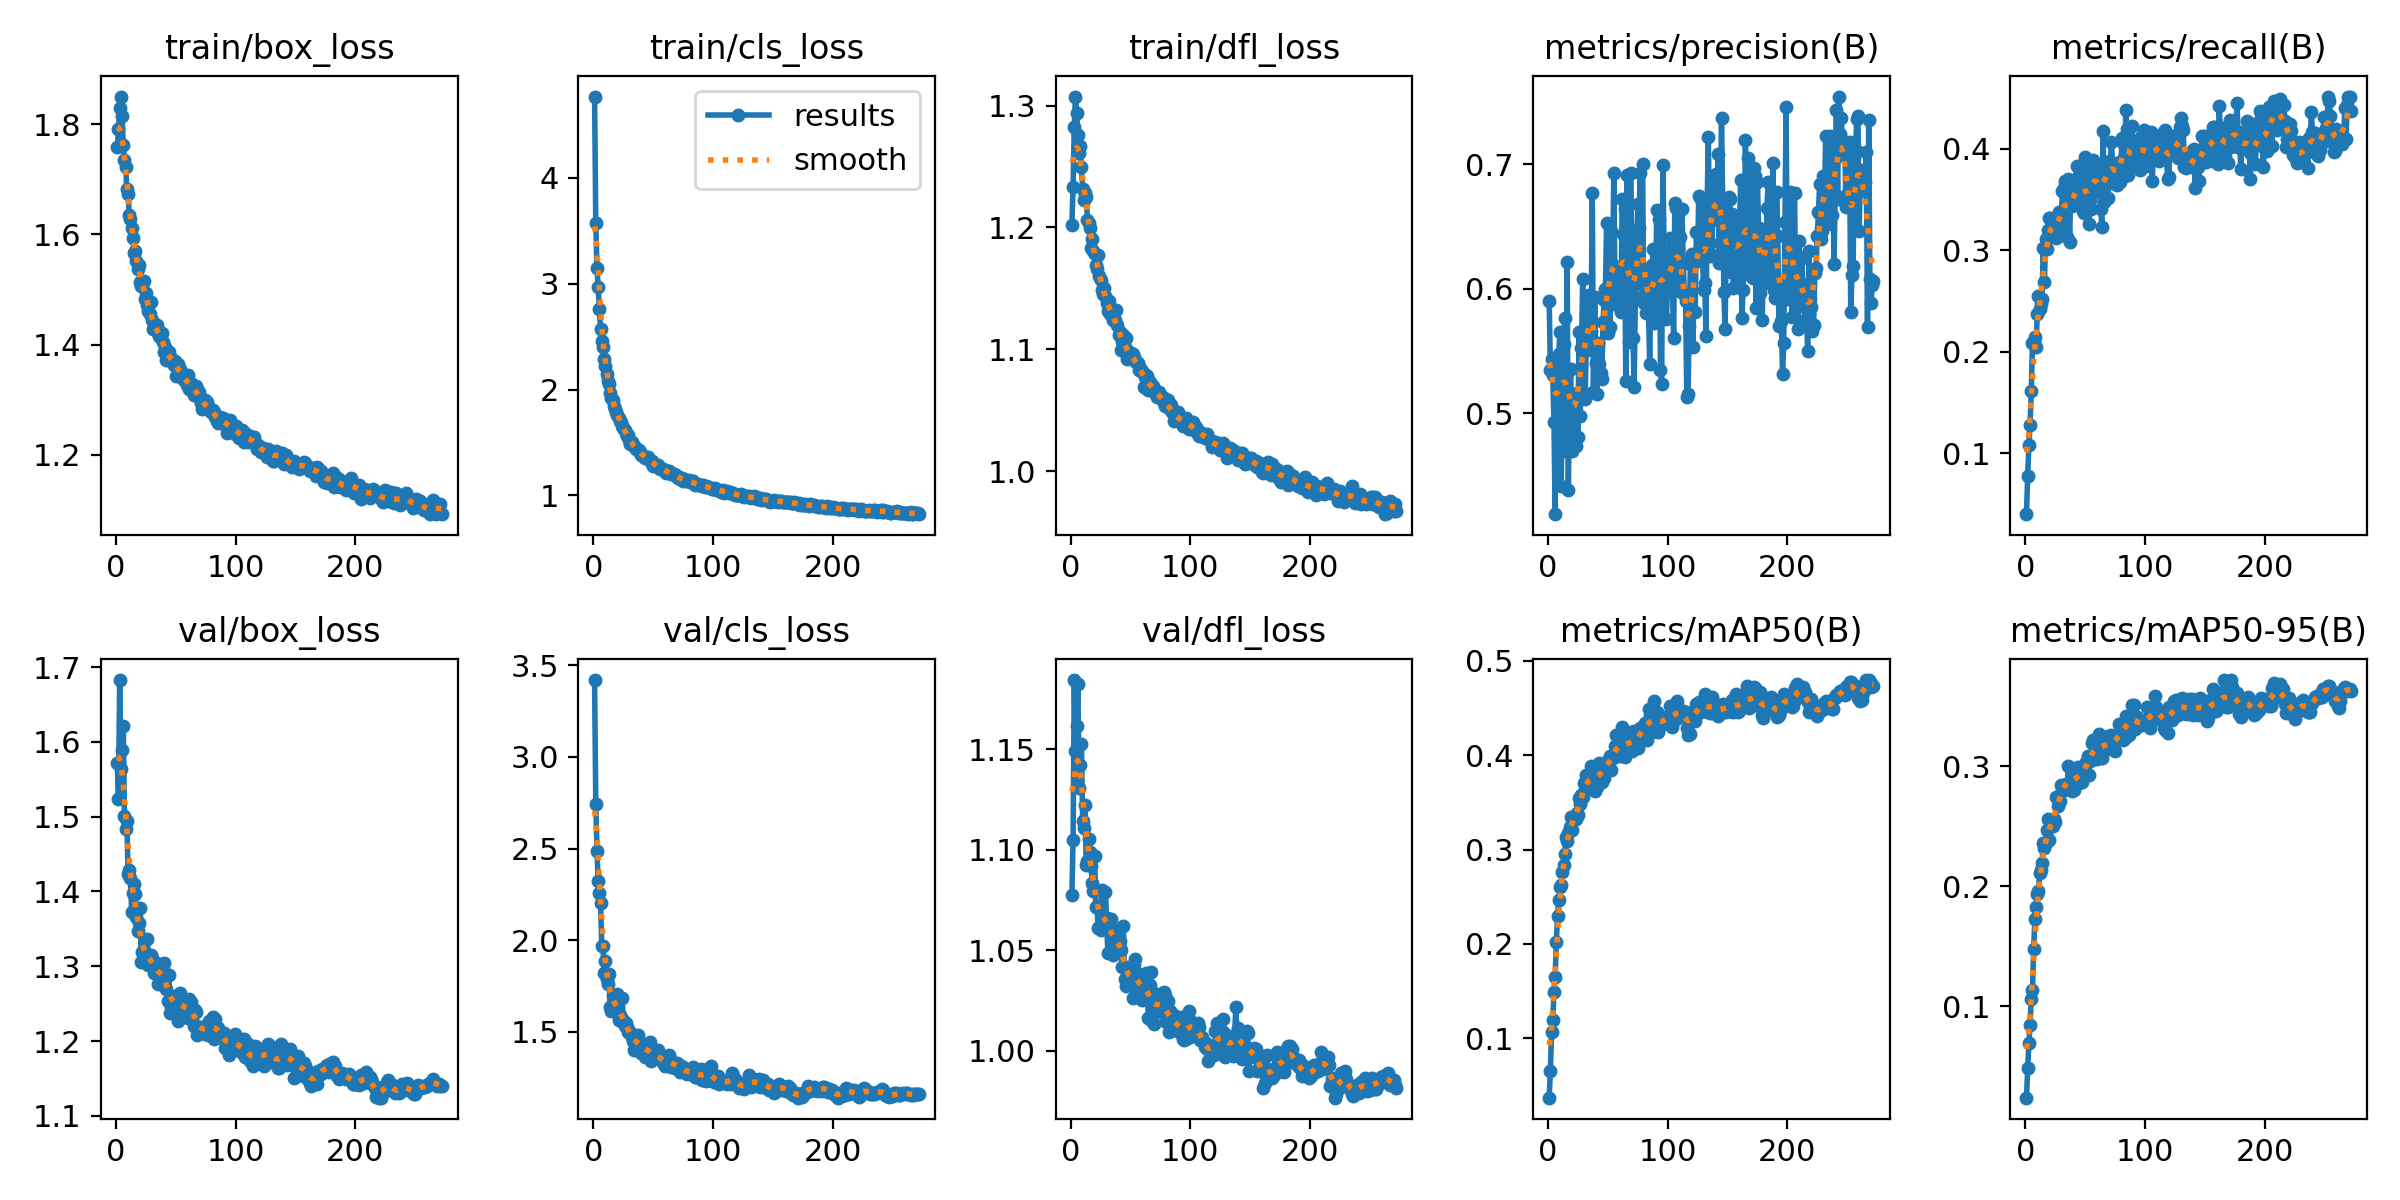 train/box_loss
1.8
1.6
1.4
1.2
0 100 200
train/cls_loss
results
smooth
4
3
2
1
0 100 200
train/dfl_loss
1.3
1.2
1.1
1.0
0 100 200
metrics/precision(B)
0.7
0.6
0.5
0 100 200
metrics/recall(B)
0.4
0.3
0.2
0.1
0 100 200
val/box_loss
1.7
1.6
1.5
1.4
1.3
1.2
1.1
0 100 200
val/cls_loss
3.5
3.0
2.5
2.0
1.5
0 100 200
val/dfl_loss
1.15
1.10
1.05
1.00
0 100 200
metrics/mAP50(B)
0.5
0.4
0.3
0.2
0.1
0 100 200
metrics/mAP50-95(B)
0.3
0.2
0.1
0 100 200